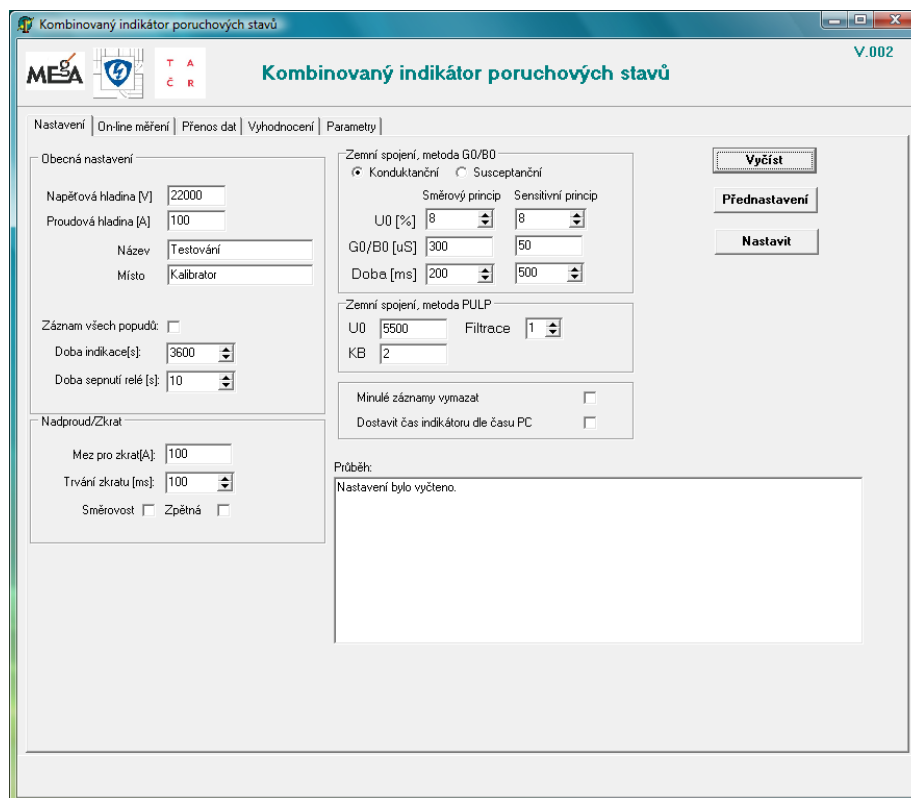 Kombinovaný indikátor poruchových stavů
MEgA
T A
Č R
Kombinovaný indikátor poruchových stavů
V.002
Nastavení On-line měření Přenos dat Vyhodnocení Parametry
Obecná nastavení
Napěťová hladina [V] 22000
Proudová hladina [A] 100
Název Testování
Místo Kalibrator
Záznam všech popudů:
Doba indikace[s]: 3600
Doba sepnutí relé [s]: 10
Nadproud/Zkrat
Mez pro zkrat[A]: 100
Trvání zkratu [ms]: 100
Směrovost Zpětná
Zemní spojení, metoda G0/B0
Konduktanční Susceptanční
Směrový princip Sensitivní princip
U0 [%] 8 8
G0/B0 [uS] 300 50
Doba [ms] 200 500
Zemní spojení, metoda PULP
U0 5500 Filtrace 1
KB 2
Minulé záznamy vymazat
Dostavit čas indikátoru dle času PC
Průběh:
Nastavení bylo vyčteno.
Vyčíst
Přednastavení
Nastavit